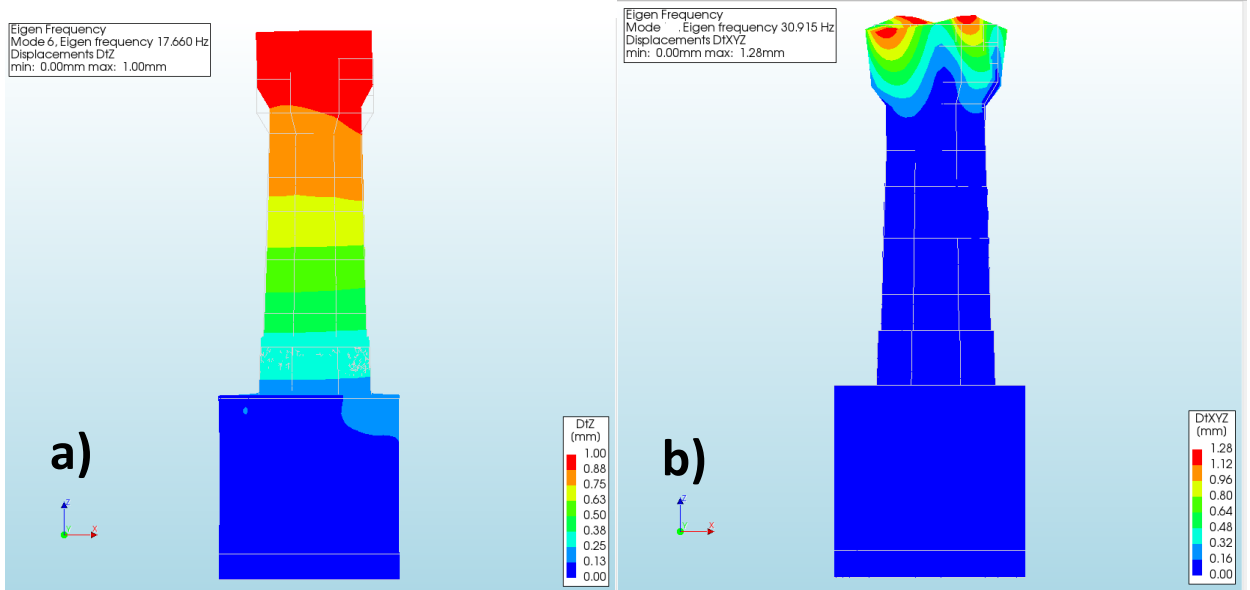 Eigen Frequency
Mode 6, Eigen frequency 17.660 Hz
Displacements DtZ
min: 0.00mm max: 1.00mm
a)
Z
Y
X
DtZ
(mm)
1.00
0.88
0.75
0.63
0.50
0.38
0.25
0.13
0.00
Eigen Frequency
Mode . Eigen frequency 30.915 Hz
Displacements DtXYZ
min: 0.00mm max: 1.28mm
b)
Z
Y
X
DtXYZ
(mm)
1.28
1.12
0.96
0.80
0.64
0.48
0.32
0.16
0.00